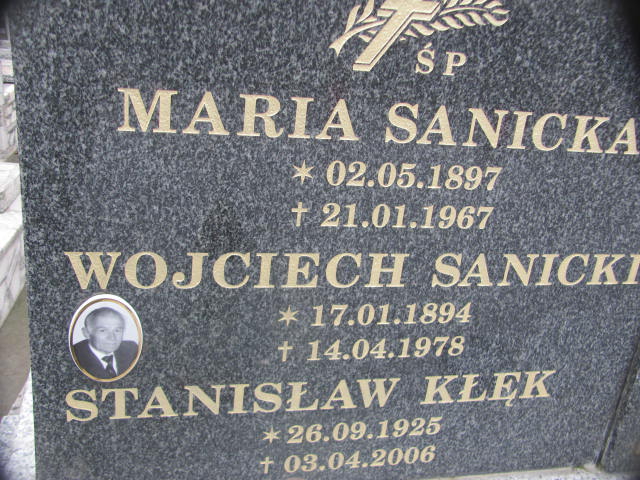 ŚP
MARIA SANICKA
* 02.05.1897
† 21.01.1967
WOJCIECH SANICKI
* 17.01.1894
† 14.04.1978
STANISŁAW KŁĘK
* 26.09.1925
† 03.04.2006